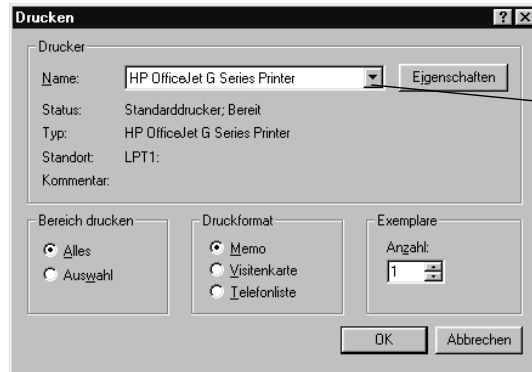 Drucken
Drucker
Name: HP OfficeJet G Series Printer Eigenschaften
Status: Standarddrucker; Bereit
Typ: HP OfficeJet G Series Printer
Standort: LPT1:
Kommentar:
Bereich drucken
Alles
Auswahl
Druckformat
Memo
Visitenkarte
Telefonliste
Exemplare
Anzahl:
1
OK Abbrechen